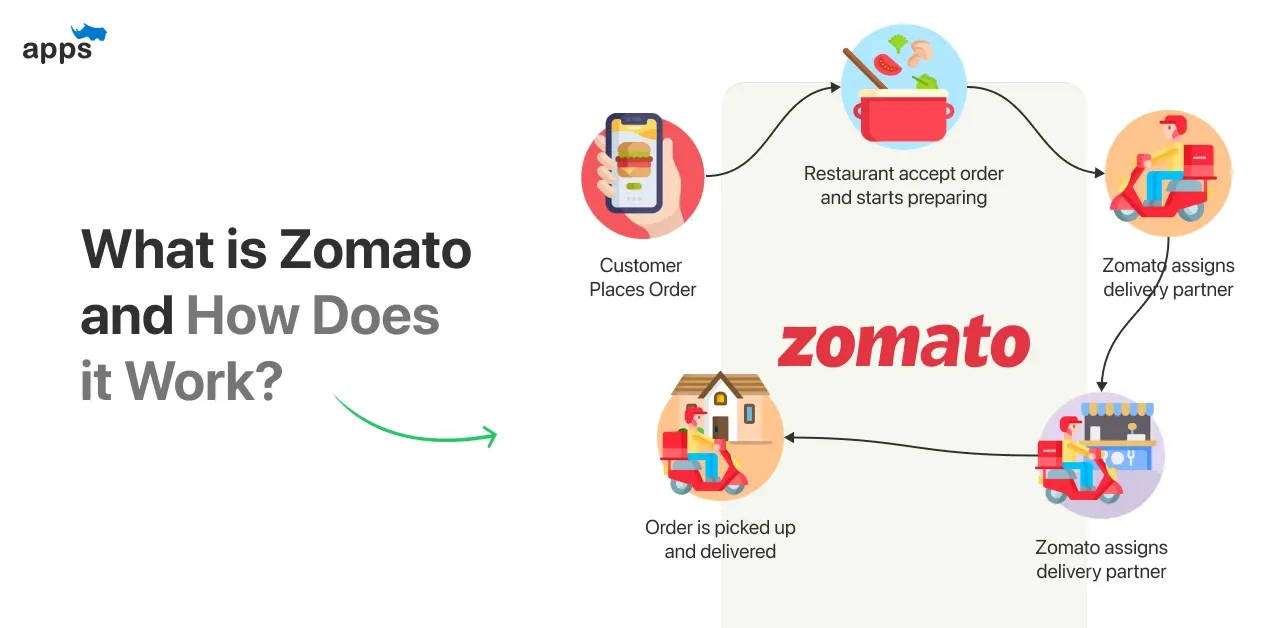 apps
What is Zomato
and How Does
it Work?
Customer
Places Order
Restaurant accept order
and starts preparing
Zomato assigns
delivery partner
zomato
Zomato assigns
delivery partner
Order is picked up
and delivered